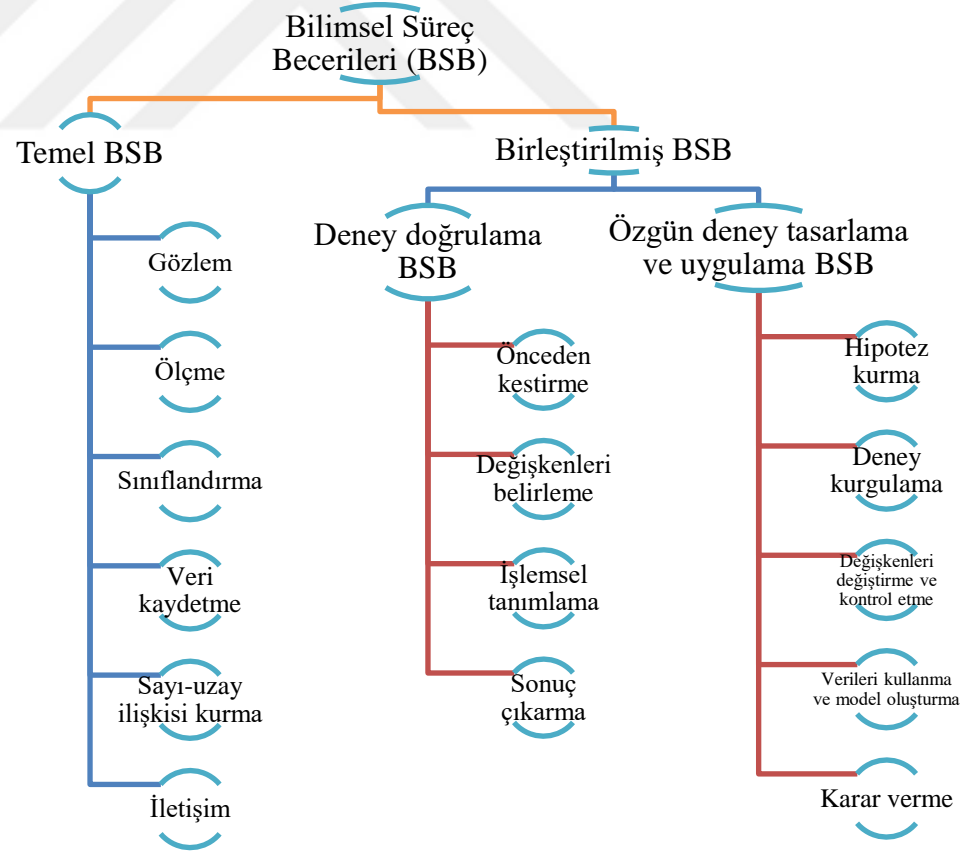 Bilimsel Süreç
Becerileri (BSB)
Temel BSB
Gözlem
Ölçme
Sınıflandırma
Veri
kaydetme
Sayı-uzay
ilişkisi kurma
İletişim
Birleştirilmiş BSB
Deney doğrulama
BSB
Önceden
kestirme
Değişkenleri
belirleme
İşlemsel
tanımlama
Sonuç
çıkarma
Özgün deney tasarlama
ve uygulama BSB
Hipotez
kurma
Deney
kurgulama
Değişkenleri
değiştirme ve
kontrol etme
Verileri kullanma
ve model oluşturma
Karar verme